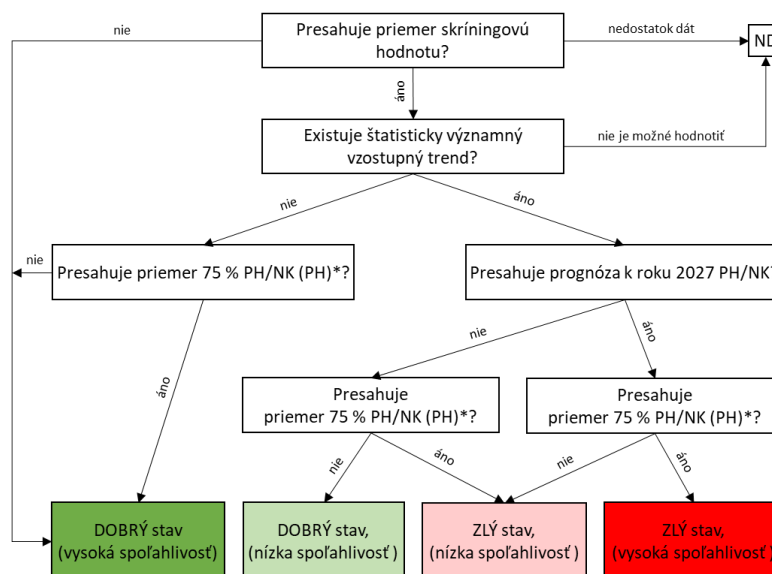 Presahuje priemer skríningovú
hodnotu?
nie
nedostatok dát
áno
Existuje štatisticky významný
vzostupný trend?
nie je možné hodnotiť
nie
áno
nie
Presahuje priemer 75 % PH/NK (PH)*?
Presahuje prognóza k roku 2027 PH/NK
nie
áno
áno
Presahuje
priemer 75 % PH/NK (PH)*?
Presahuje
priemer 75 % PH/NK (PH)*?
nie
áno
nie
áno
DOBRÝ stav
(vysoká spoľahlivosť)
DOBRÝ stav,
(nízka spoľahlivosť )
ZLÝ stav,
(nízka spoľahlivosť )
ZLÝ stav,
(vysoká spoľahlivosť )